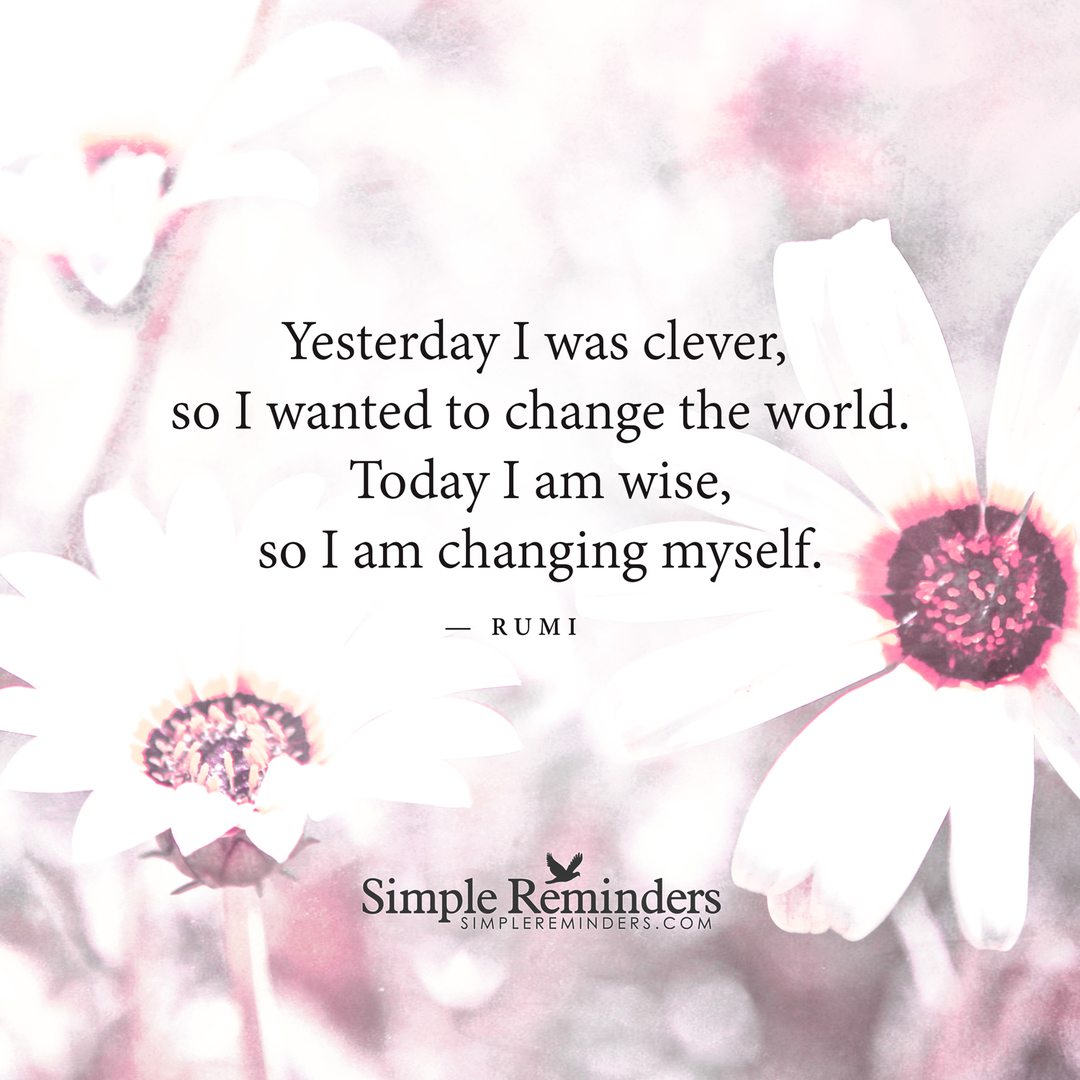 Yesterday I was clever,
so I wanted to change the world.
Today I am wise,
so I am changing myself.
— RUMI
Simple Reminders
SIMPLEREMINDERS.COM